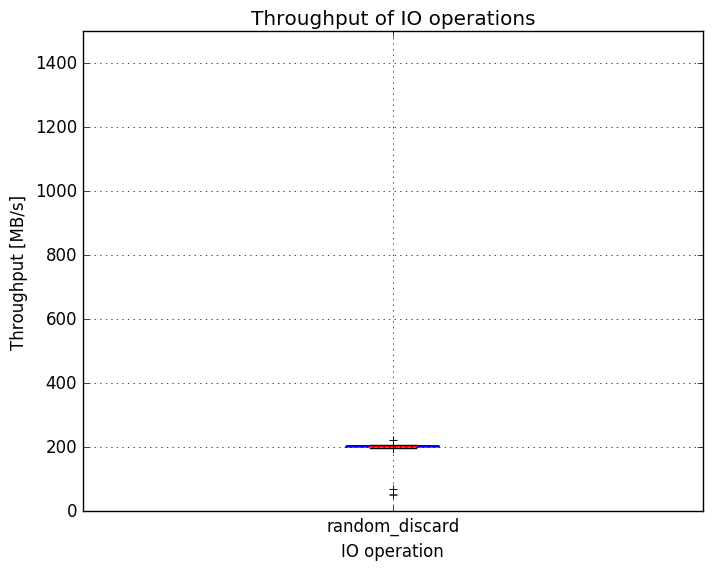 Throughput of IO operations
Throughput [MB/s]
1400
1200
1000
800
600
400
200
0
random_discard
IO operation